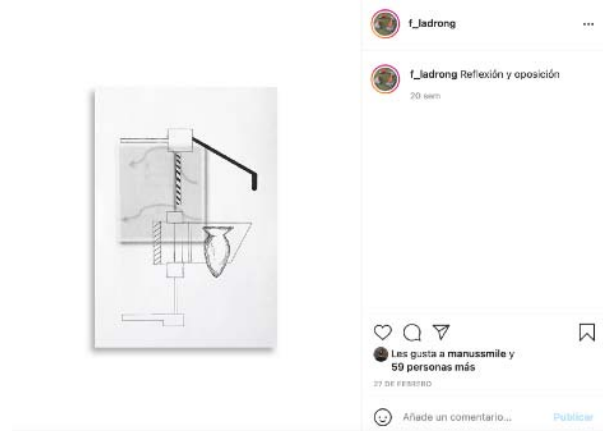 f_ladrong
f_ladrong Reflexión y oposición
20 sem
Les gusta a manussmile y
59 personas más
27 DE FEBRERO
Añade un comentario...
Publicar